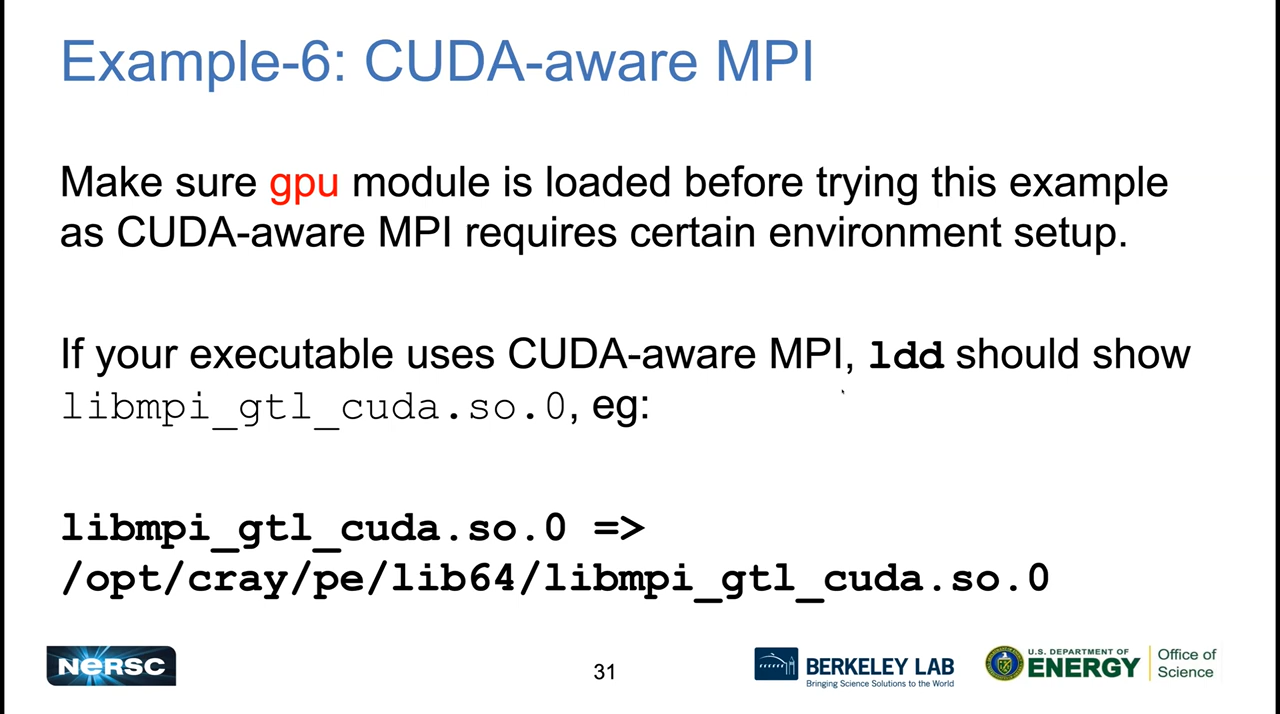 Example-6: CUDA-aware MPI
Make sure gpu module is loaded before trying this example
as CUDA-aware MPI requires certain environment setup.
If your executable uses CUDA-aware MPI, ldd should show
libmpi_gtl_cuda.so.0, eg:
libmpi_gtl_cuda.so.0 =>
/opt/cray/pe/lib64/libmpi_gtl_cuda.so.0
NERSC
31
BERKELEY LAB
Bringing Science Solutions to the World
U.S. DEPARTMENT OF
ENERGY
Office of
Science